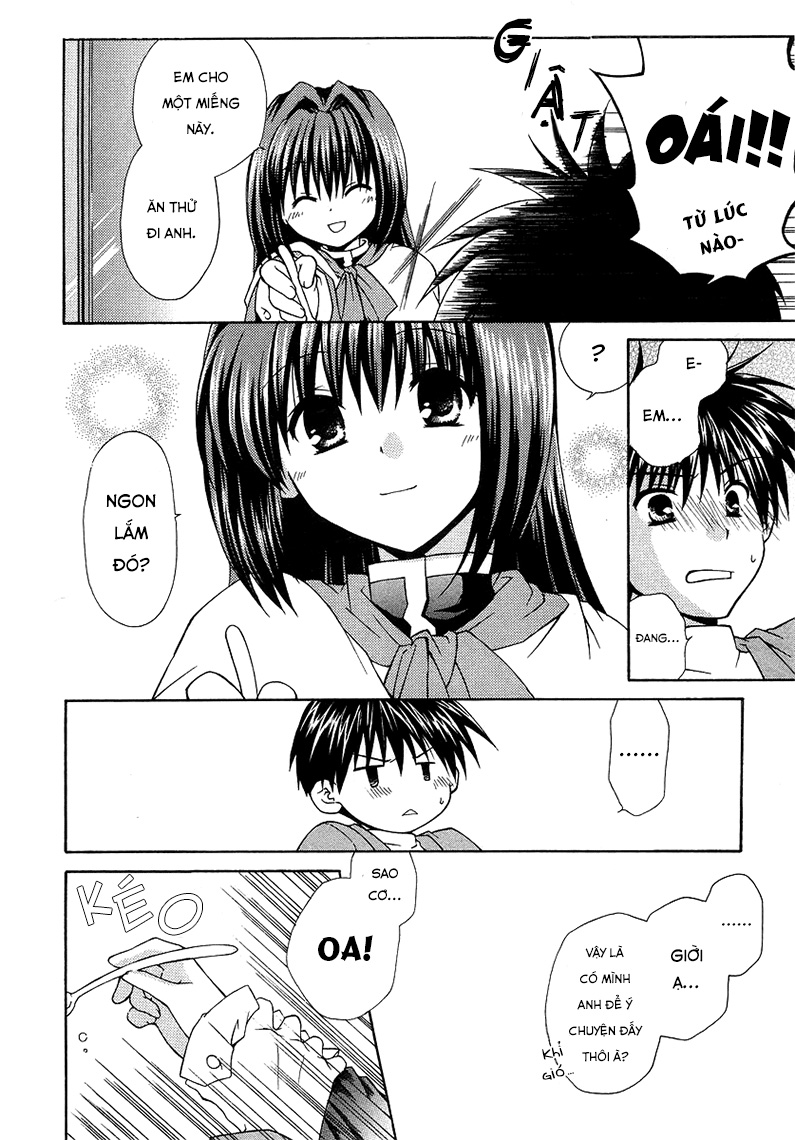 GIẬT
OÁI!!
TỪ LÚC
NÀO-
EM CHO
MỘT MIẾNG
NÀY.
ĂN THỬ
ĐI ANH.
E-
EM...
ĐANG...
?
NGON
LẮM
ĐÓ?
......
......
GIỜI
Ạ...
VẬY LÀ
CÓ MÌNH
ANH ĐỂ Ý
CHUYỆN ĐẤY
THÔI À?
KHỈ
GIÓ...
SAO
CƠ...
OA!
KÉO